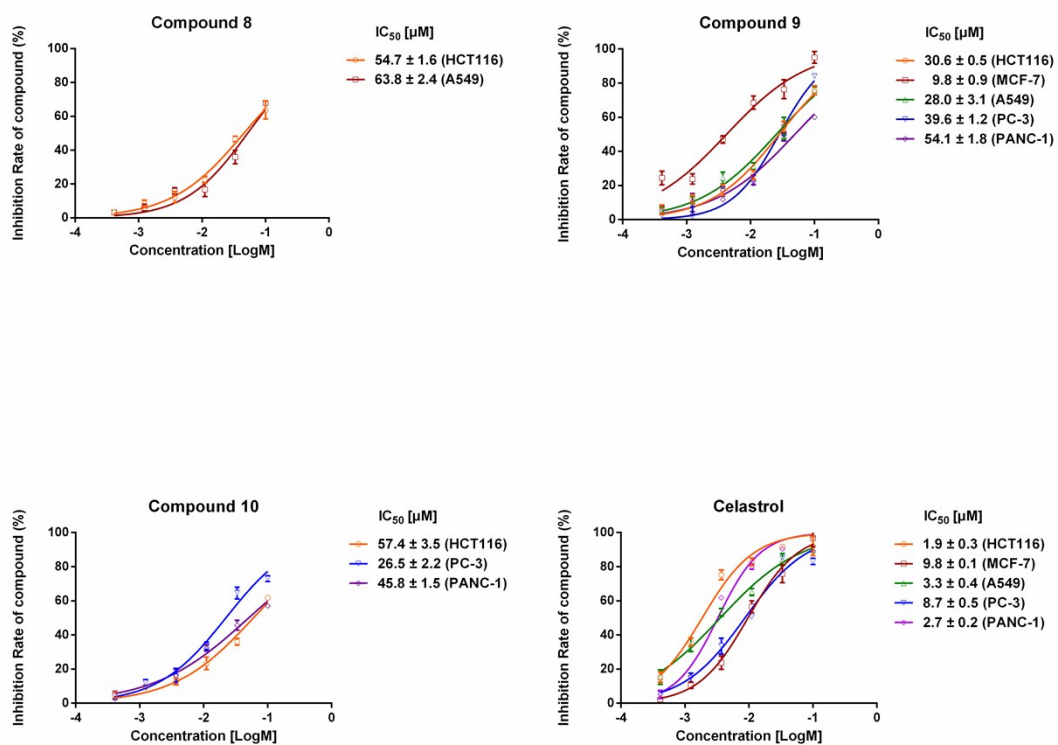 Compound 8
Inhibition Rate of compound (%)
100
80
60
40
20
0
-4
-3
-2
-1
0
Concentration [LogM]
IC50 [µM]
54.7 ± 1.6 (HCT116)
63.8 ± 2.4 (A549)
Compound 9
Inhibition Rate of compound (%)
100
80
60
40
20
0
-4
-3
-2
-1
0
Concentration [LogM]
IC50 [µM]
30.6 ± 0.5 (HCT116)
9.8 ± 0.9 (MCF-7)
28.0 ± 3.1 (A549)
39.6 ± 1.2 (PC-3)
54.1 ± 1.8 (PANC-1)
Compound 10
Inhibition Rate of compound (%)
100
80
60
40
20
0
-4
-3
-2
-1
0
Concentration [LogM]
IC50 [µM]
57.4 ± 3.5 (HCT116)
26.5 ± 2.2 (PC-3)
45.8 ± 1.5 (PANC-1)
Celastrol
Inhibition Rate of compound (%)
100
80
60
40
20
0
-4
-3
-2
-1
0
Concentration [LogM]
IC50 [µM]
1.9 ± 0.3 (HCT116)
9.8 ± 0.1 (MCF-7)
3.3 ± 0.4 (A549)
8.7 ± 0.5 (PC-3)
2.7 ± 0.2 (PANC-1)